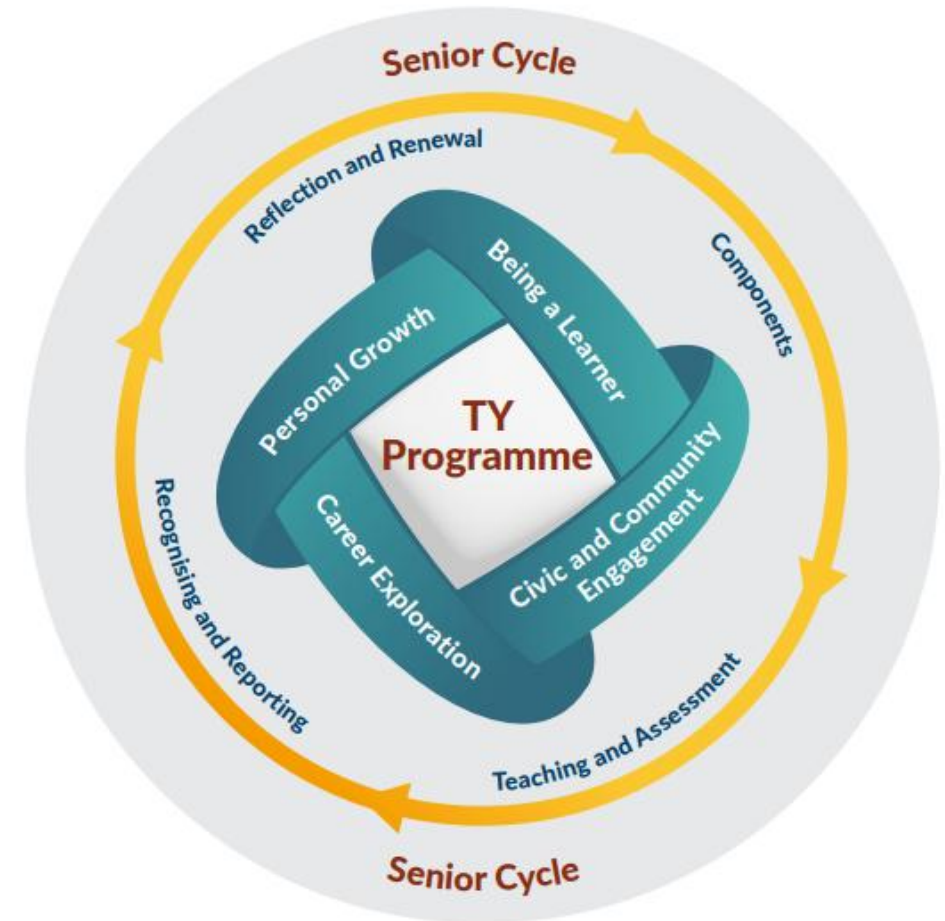 Senior Cycle
Reflection and Renewal
Components
Being a Learner
Personal Growth
TY
Programme
Civic and Community
Engagement
Career Exploration
Recognising and Reporting
Teaching and Assessment
Senior Cycle